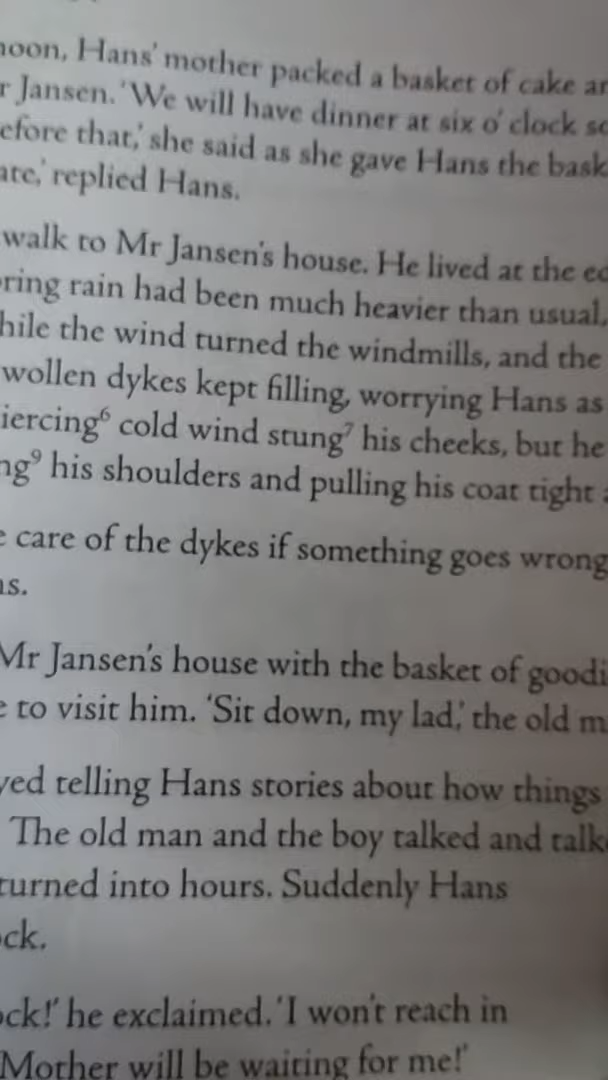 noon, Hans' mother packed a basket of cake
r Jansen. 'We will have dinner at six o' clock
efore that,' she said as she gave Hans the bask
ate,' replied Hans.
walk to Mr Jansen's house. He lived at the
ring rain had been much heavier than usual,
hile the wind turned the windmills, and the
wollen dykes kept filling, worrying Hans as
iercing⁶ cold wind stung⁷ his cheeks, but he
ng⁹ his shoulders and pulling his coat tight
care of the dykes if something goes wrong
s.
Mr Jansen's house with the basket of goodi
e to visit him. 'Sit down, my lad,' the old m
yed telling Hans stories about how things
The old man and the boy talked and talk
turned into hours. Suddenly Hans
ck.
ock!' he exclaimed. 'I won't reach in
Mother will be waiting for me!'